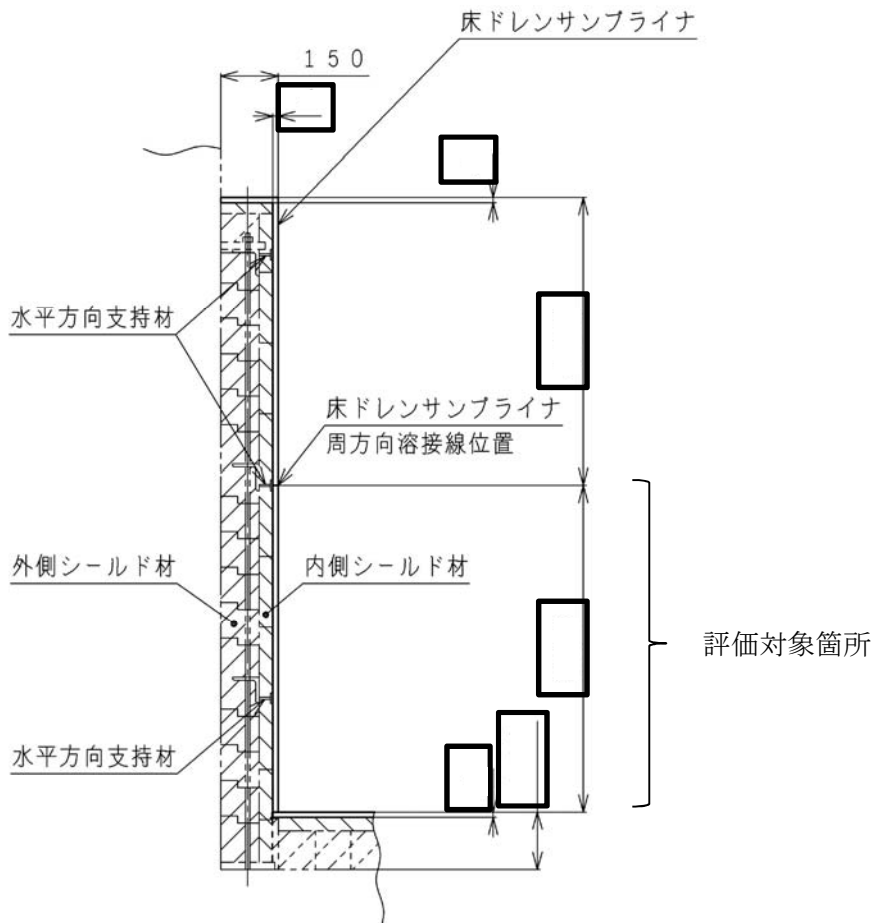 床ドレンサンプライナ
１５０
水平方向支持材
床ドレンサンプライナ
周方向溶接線位置
外側シールド材
内側シールド材
評価対象箇所
水平方向支持材